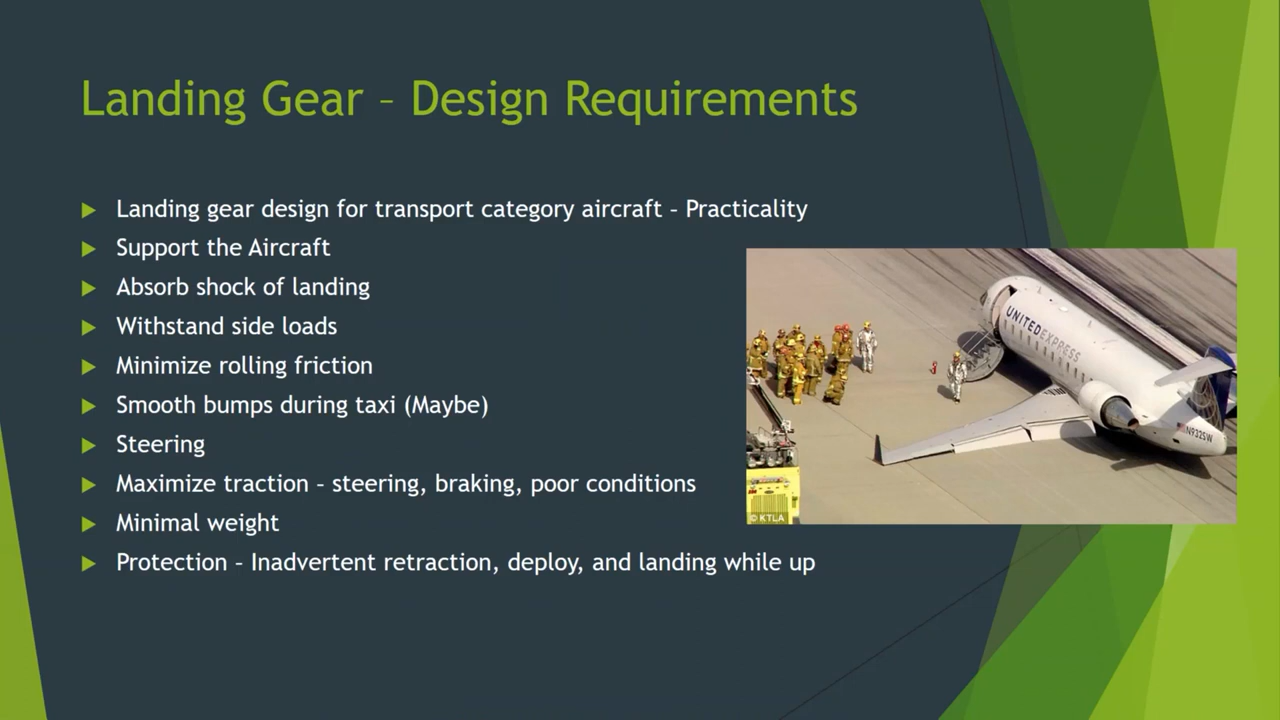 Landing Gear – Design Requirements
Landing gear design for transport category aircraft – Practicality
Support the Aircraft
Absorb shock of landing
Withstand side loads
Minimize rolling friction
Smooth bumps during taxi (Maybe)
Steering
Maximize traction – steering, braking, poor conditions
Minimal weight
Protection – Inadvertent retraction, deploy, and landing while up
UNITED EXPRESS
N932SW
© KTLA